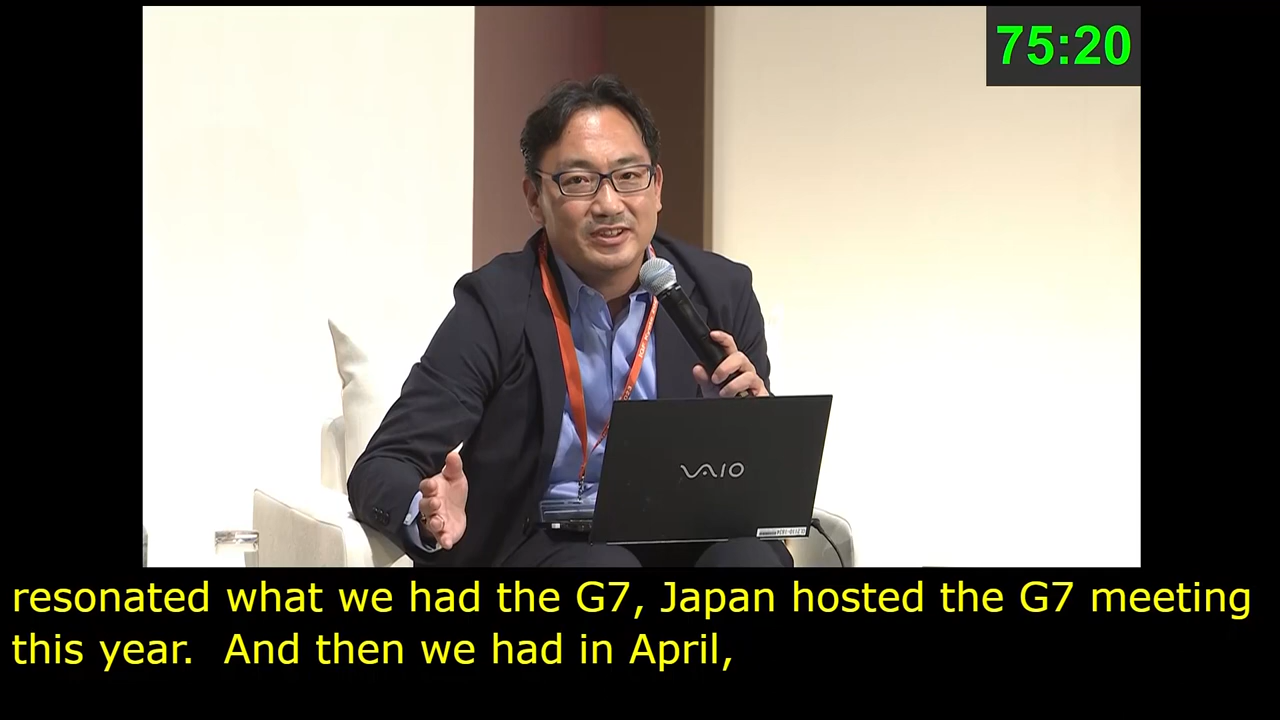 75:20
VAIO
resonated what we had the G7, Japan hosted the G7 meeting
this year.  And then we had in April,